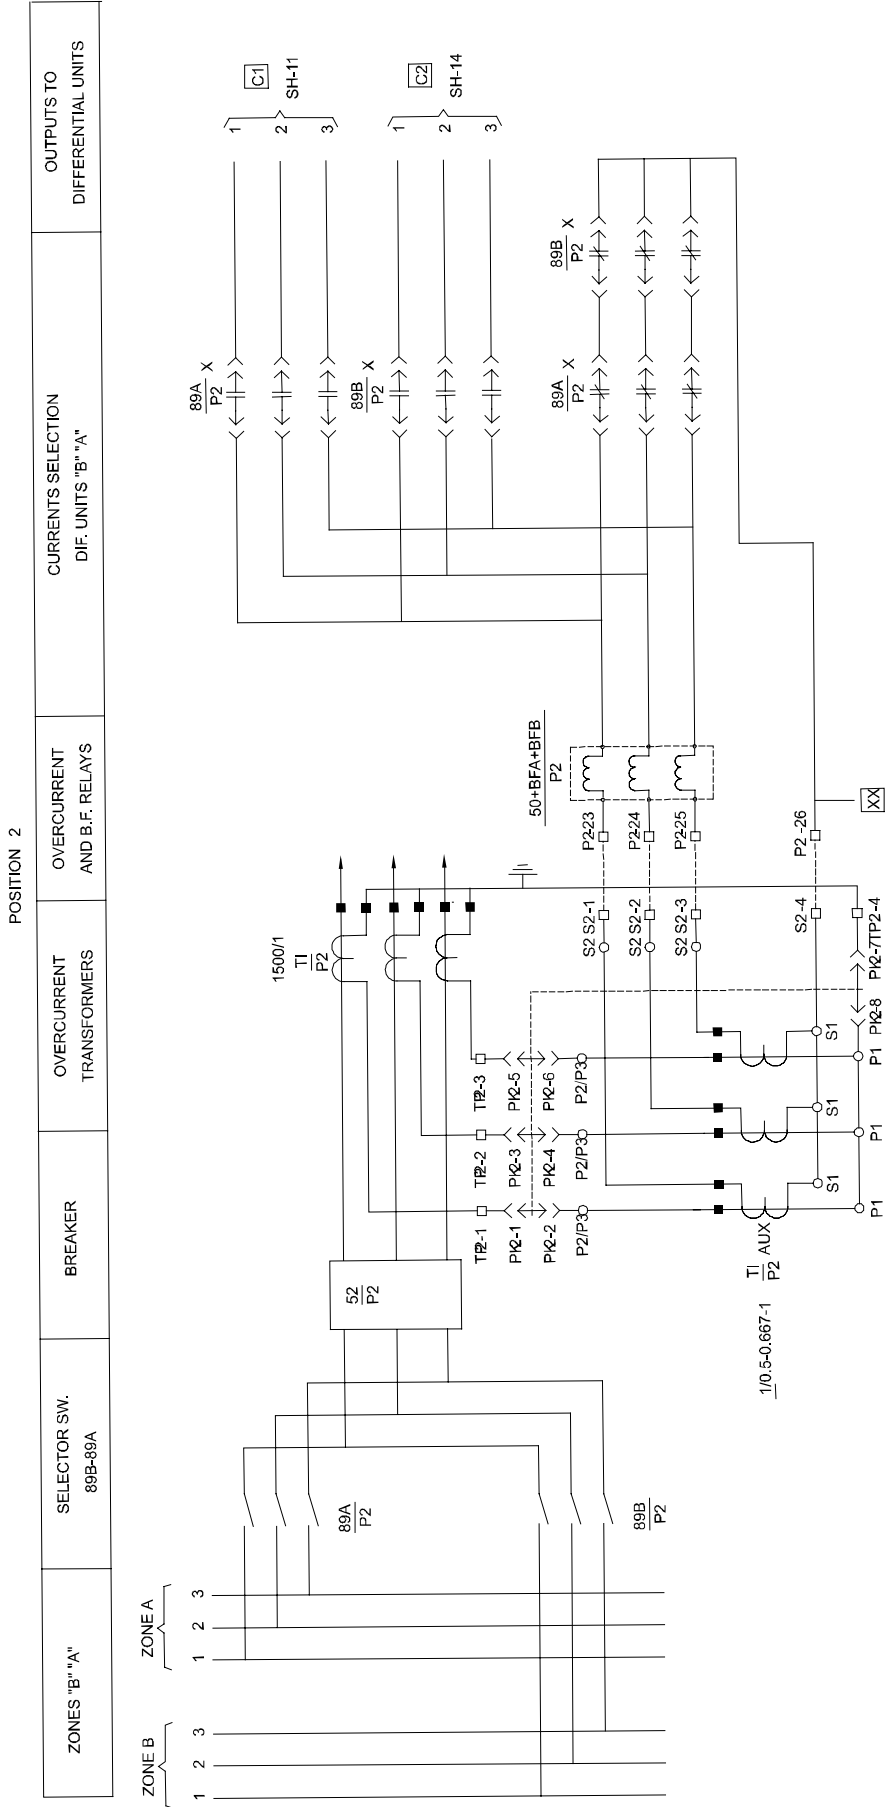 POSITION 2
ZONES "B" "A"
SELECTOR SW.
89B-89A
BREAKER
OVERCURRENT
TRANSFORMERS
OVERCURRENT
AND B.F. RELAYS
CURRENTS SELECTION
DIF. UNITS "B" "A"
OUTPUTS TO
DIFFERENTIAL UNITS
ZONE B
1
2
3
ZONE A
1
2
3
89A
P2
89B
P2
52
P2
1500/1
TI
P2
TP2-1
TP2-2
TP2-3
PK2-1
PK2-3
PK2-5
PK2-2
PK2-4
PK2-6
P2/P3
P2/P3
P2/P3
TI
P2
AUX
1/0.5-0.667-1
S1
S1
S1
P1
P1
P1
PK2-8
PK2-7
TP2-4
S2
S2-1
S2
S2-2
S2
S2-3
S2-4
P2-23
P2-24
P2-25
P2-26
XX
50+BFA+BFB
P2
89A
P2
X
89B
P2
X
89A
P2
X
89B
P2
X
1
2
3
C1
SH-11
1
2
3
C2
SH-14